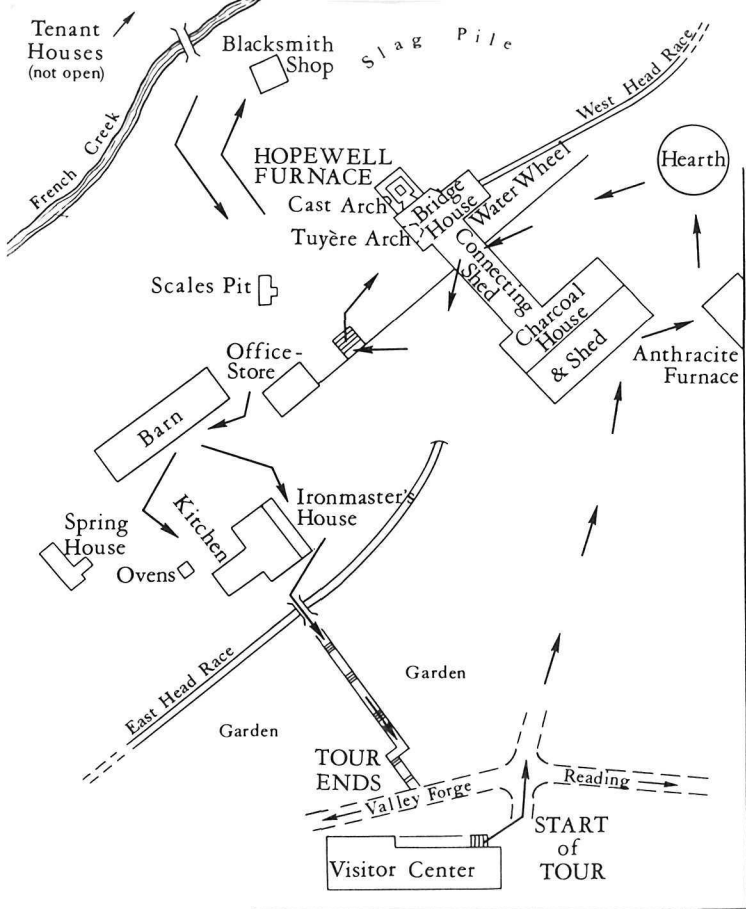 Tenant
Houses
(not open)
Blacksmith
Shop
Slag Pile
West Head Race
French Creek
HOPEWELL
FURNACE
Cast Arch
Tuyère Arch
Bridge
House
Water Wheel
Hearth
Connecting
Shed
Scales Pit
Charcoal
House
& Shed
Anthracite
Furnace
Office-
Store
Barn
Ironmaster's
House
Kitchen
Spring
House
Ovens
East Head Race
Garden
Garden
TOUR
ENDS
Valley Forge
Reading
START
of
TOUR
Visitor Center